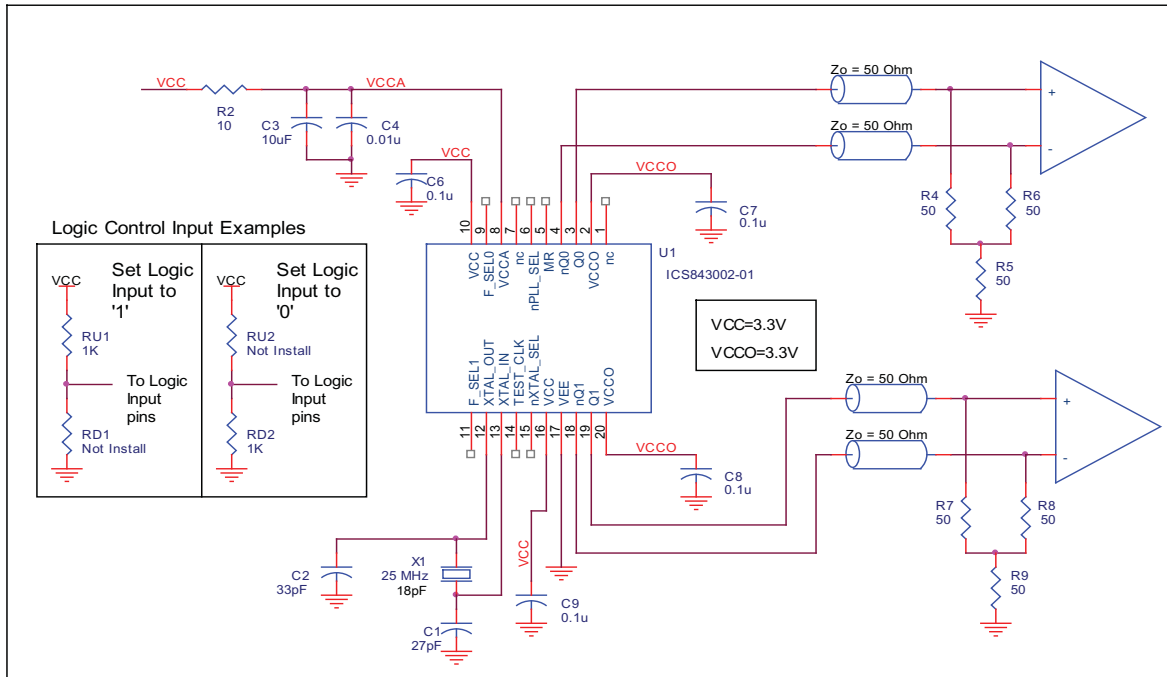 VCC
R2
10
VCCA
C3
10uF
C4
0.01u
VCC
C6
0.1u
VCCO
C7
0.1u
Zo = 50 Ohm
Zo = 50 Ohm
+
-
R4
50
R6
50
R5
50
10
9
8
7
6
5
4
3
2
1
VCC
F_SEL0
VCCA
nc
nPLL_SEL
MR
nQ0
Q0
VCCO
nc
U1
ICS843002-01
F_SEL1
XTAL_OUT
XTAL_IN
TEST_CLK
nXTAL_SEL
VCC
VEE
nQ1
Q1
VCCO
11
12
13
14
15
16
17
18
19
20
Logic Control Input Examples
VCC
Set Logic
Input to
'1'
RU1
1K
To Logic
Input
pins
RD1
Not Install
VCC
Set Logic
Input to
'0'
RU2
Not Install
To Logic
Input
pins
RD2
1K
VCC=3.3V
VCCO=3.3V
Zo = 50 Ohm
Zo = 50 Ohm
+
-
R7
50
R8
50
R9
50
VCCO
C8
0.1u
C2
33pF
X1
25 MHz
18pF
C1
27pF
VCC
C9
0.1u